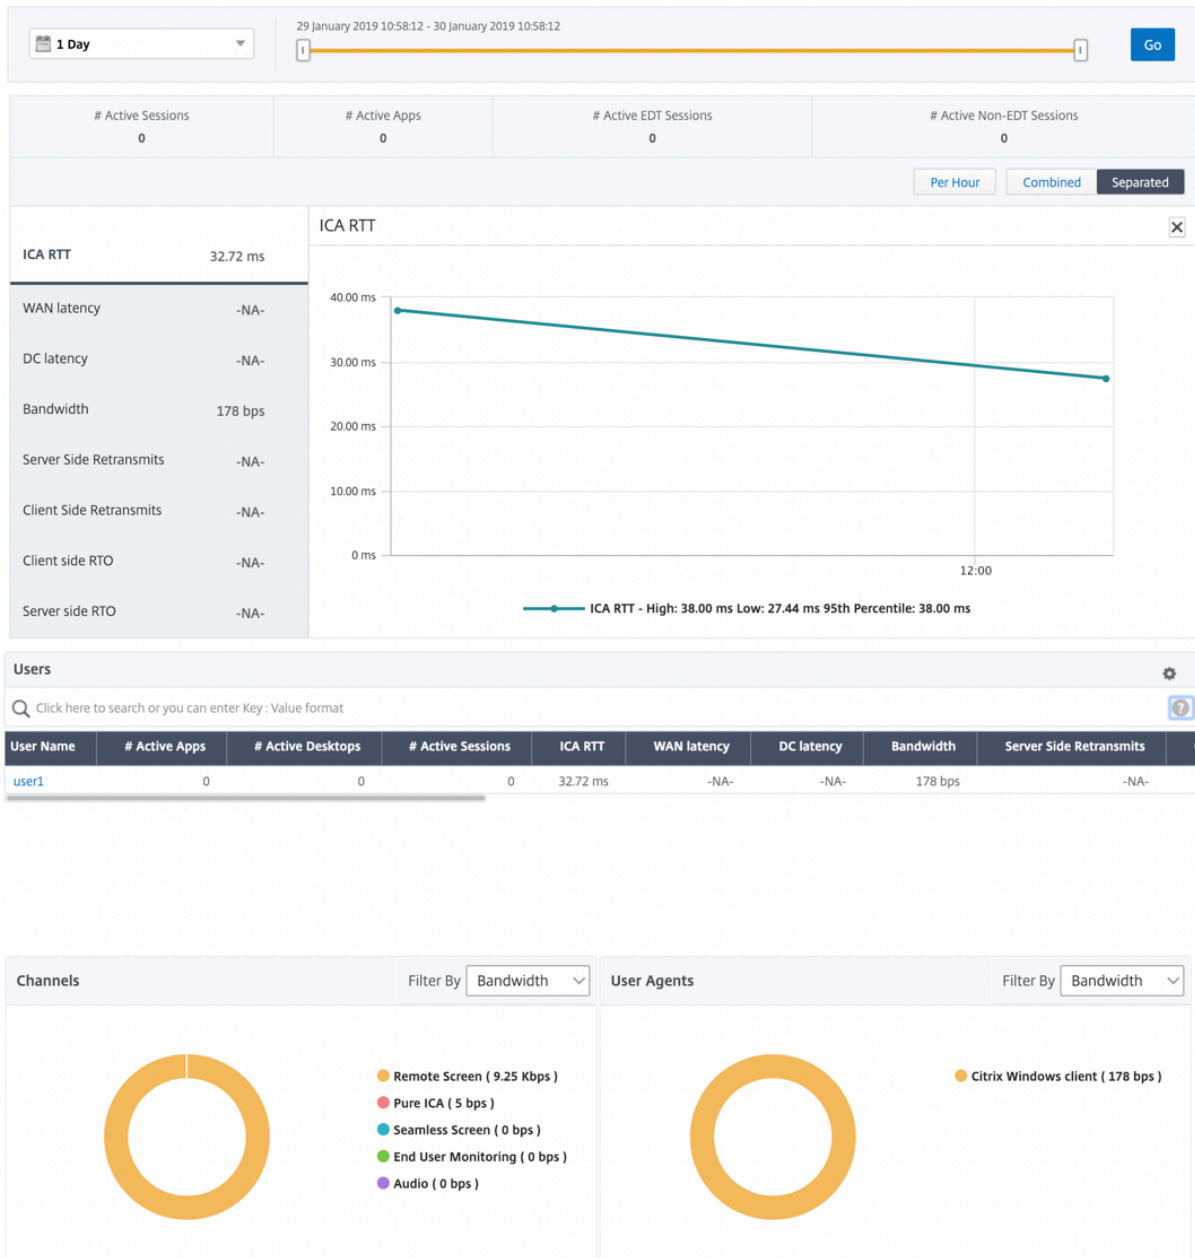 1 Day
29 January 2019 10:58:12 - 30 January 2019 10:58:12
Go
# Active Sessions
0
# Active Apps
0
# Active EDT Sessions
0
# Active Non-EDT Sessions
0
Per Hour Combined Separated
ICA RTT 32.72 ms
WAN latency -NA-
DC latency -NA-
Bandwidth 178 bps
Server Side Retransmits -NA-
Client Side Retransmits -NA-
Client side RTO -NA-
Server side RTO -NA-
ICA RTT
40.00 ms
30.00 ms
20.00 ms
10.00 ms
0 ms
12:00
ICA RTT - High: 38.00 ms Low: 27.44 ms 95th Percentile: 38.00 ms
Users
Click here to search or you can enter Key : Value format
?
User Name # Active Apps # Active Desktops # Active Sessions ICA RTT WAN latency DC latency Bandwidth Server Side Retransmits
user1 0 0 0 32.72 ms -NA- -NA- 178 bps -NA-
Channels Filter By Bandwidth
Remote Screen ( 9.25 Kbps )
Pure ICA ( 5 bps )
Seamless Screen ( 0 bps )
End User Monitoring ( 0 bps )
Audio ( 0 bps )
User Agents Filter By Bandwidth
Citrix Windows client ( 178 bps )